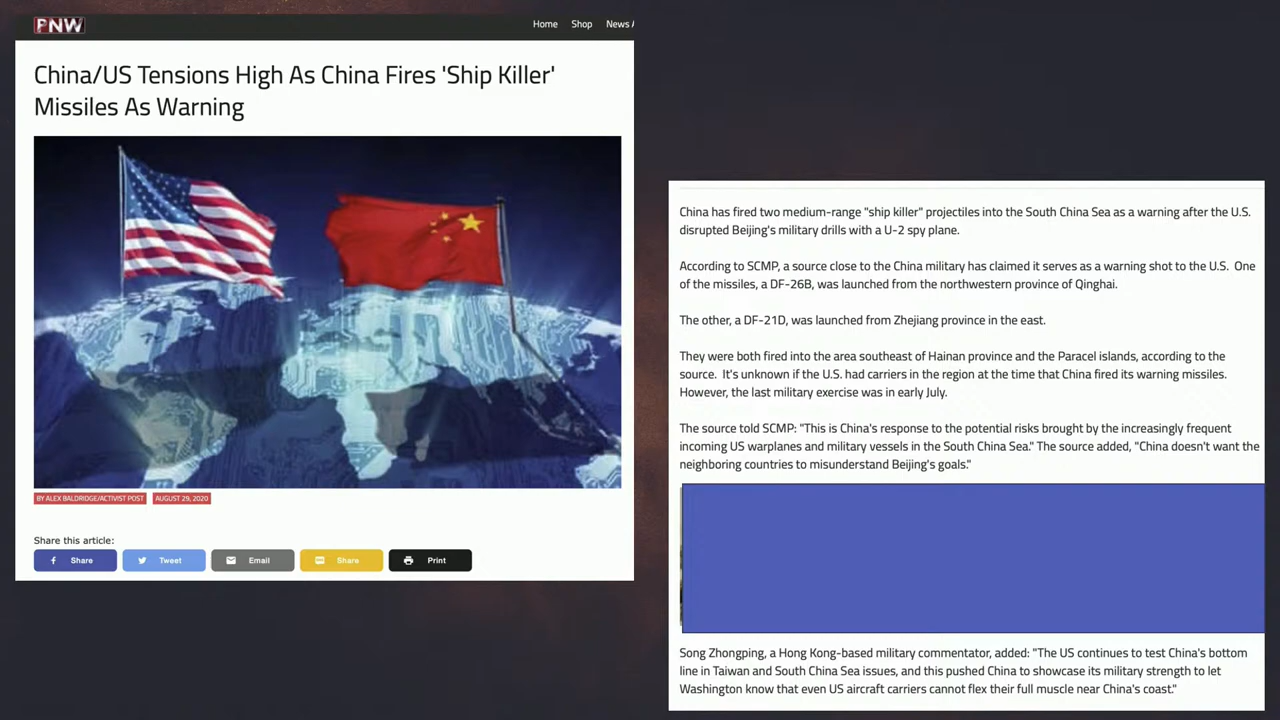 PNW
Home Shop News A
China/US Tensions High As China Fires 'Ship Killer'
Missiles As Warning
BY ALEX BALDRIDGE/ACTIVIST POST AUGUST 29, 2020
Share this article:
Share Tweet Email Share Print
China has fired two medium-range "ship killer" projectiles into the South China Sea as a warning after the U.S.
disrupted Beijing's military drills with a U-2 spy plane.
According to SCMP, a source close to the China military has claimed it serves as a warning shot to the U.S. One
of the missiles, a DF-26B, was launched from the northwestern province of Qinghai.
The other, a DF-21D, was launched from Zhejiang province in the east.
They were both fired into the area southeast of Hainan province and the Paracel islands, according to the
source. It's unknown if the U.S. had carriers in the region at the time that China fired its warning missiles.
However, the last military exercise was in early July.
The source told SCMP: "This is China's response to the potential risks brought by the increasingly frequent
incoming US warplanes and military vessels in the South China Sea." The source added, "China doesn't want the
neighboring countries to misunderstand Beijing's goals."
Song Zhongping, a Hong Kong-based military commentator, added: "The US continues to test China's bottom
line in Taiwan and South China Sea issues, and this pushed China to showcase its military strength to let
Washington know that even US aircraft carriers cannot flex their full muscle near China's coast."